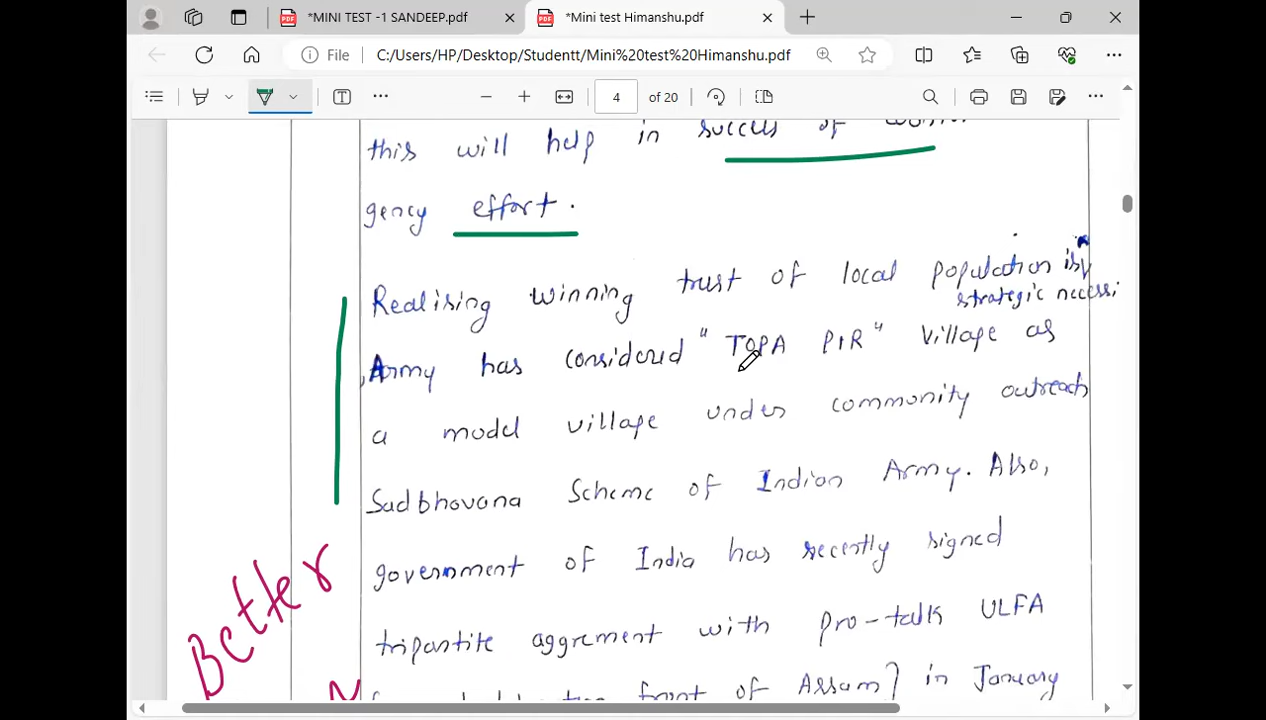 *MINI TEST -1 SANDEEP.pdf
*Mini test Himanshu.pdf
File C:/Users/HP/Desktop/Studentt/Mini%20test%20Himanshu.pdf
4 of 20
this will help in success of
gency effort.
Realising winning trust of local population is
strategic necessi
Army has considered "TOPA PIR" village as
a model village under community outreach
Sadbhavana Scheme of Indian Army. Also,
government of India has recently signed
tripantite aggrement with pro-talk ULFA
front of Assam] in January
Better